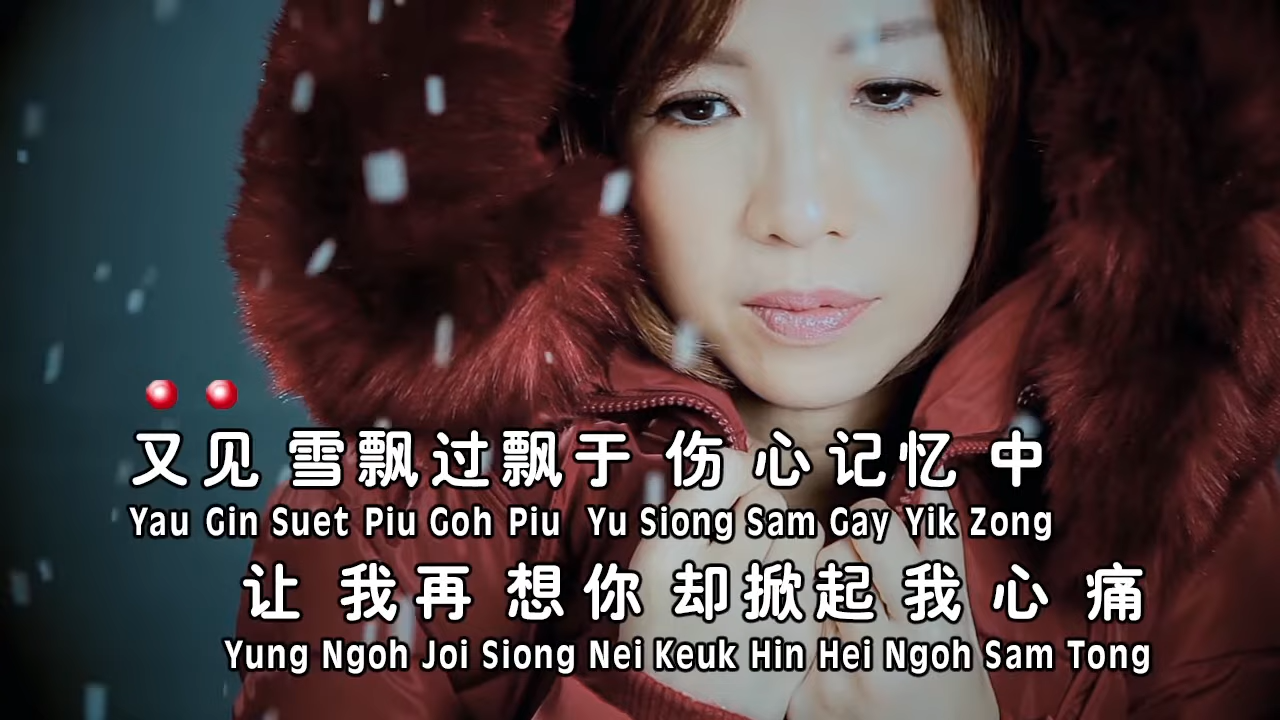 又见 雪飘过飘于 伤 心记忆 中
Yau Gin Suet Piu Goh Piu Yu Siong Sam Gay Yik Zong
让 我再 想你 却掀起 我 心 痛
Yung Ngoh Joi Siong Nei Keuk Hin Hei Ngoh Sam Tong